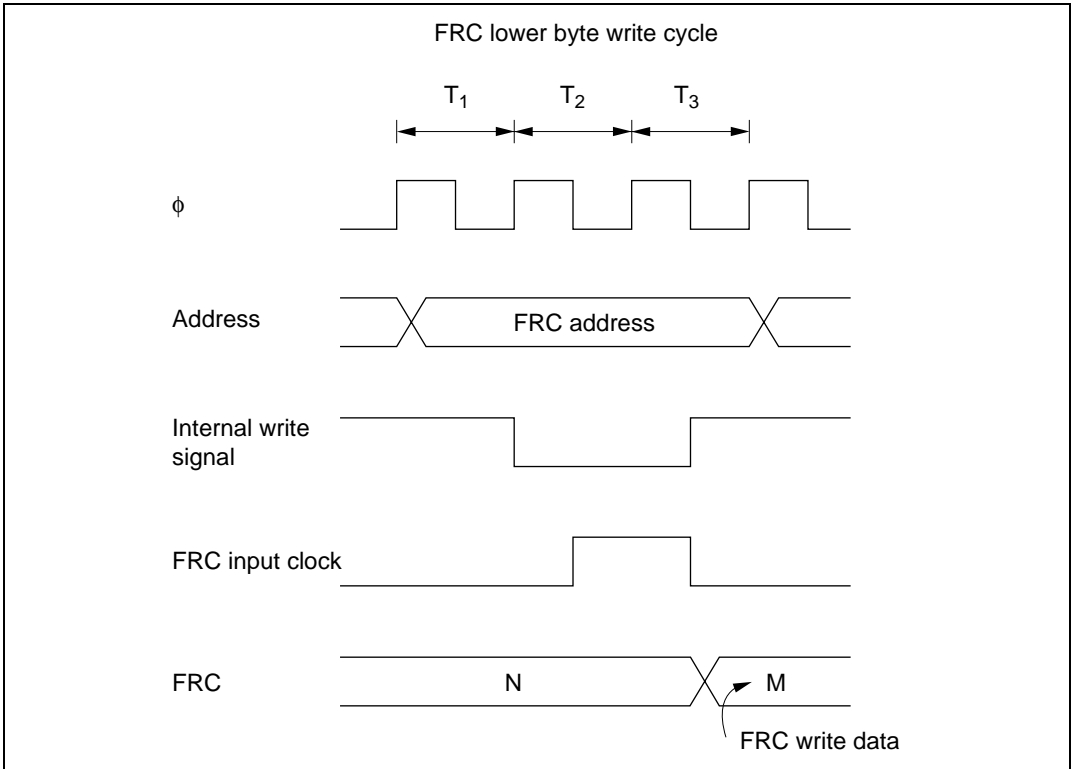 FRC lower byte write cycle
T1 T2 T3
ϕ
Address
FRC address
Internal write
signal
FRC input clock
FRC
N
M
FRC write data